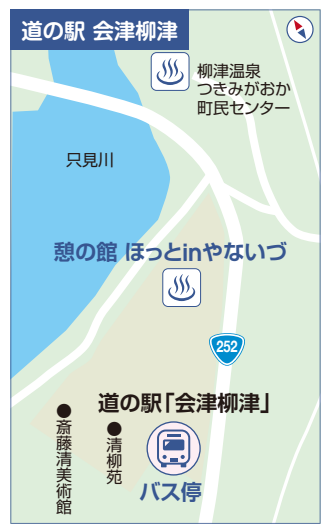 道の駅 会津柳津
柳津温泉
つきみがおか
町民センター
只見川
憩の館 ほっとinやないづ
252
道の駅「会津柳津」
斎藤清美術館
清柳苑
バス停